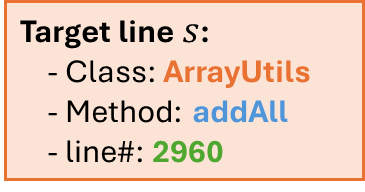 Target line s:
- Class: ArrayUtils
- Method: addAll
- line#: 2960